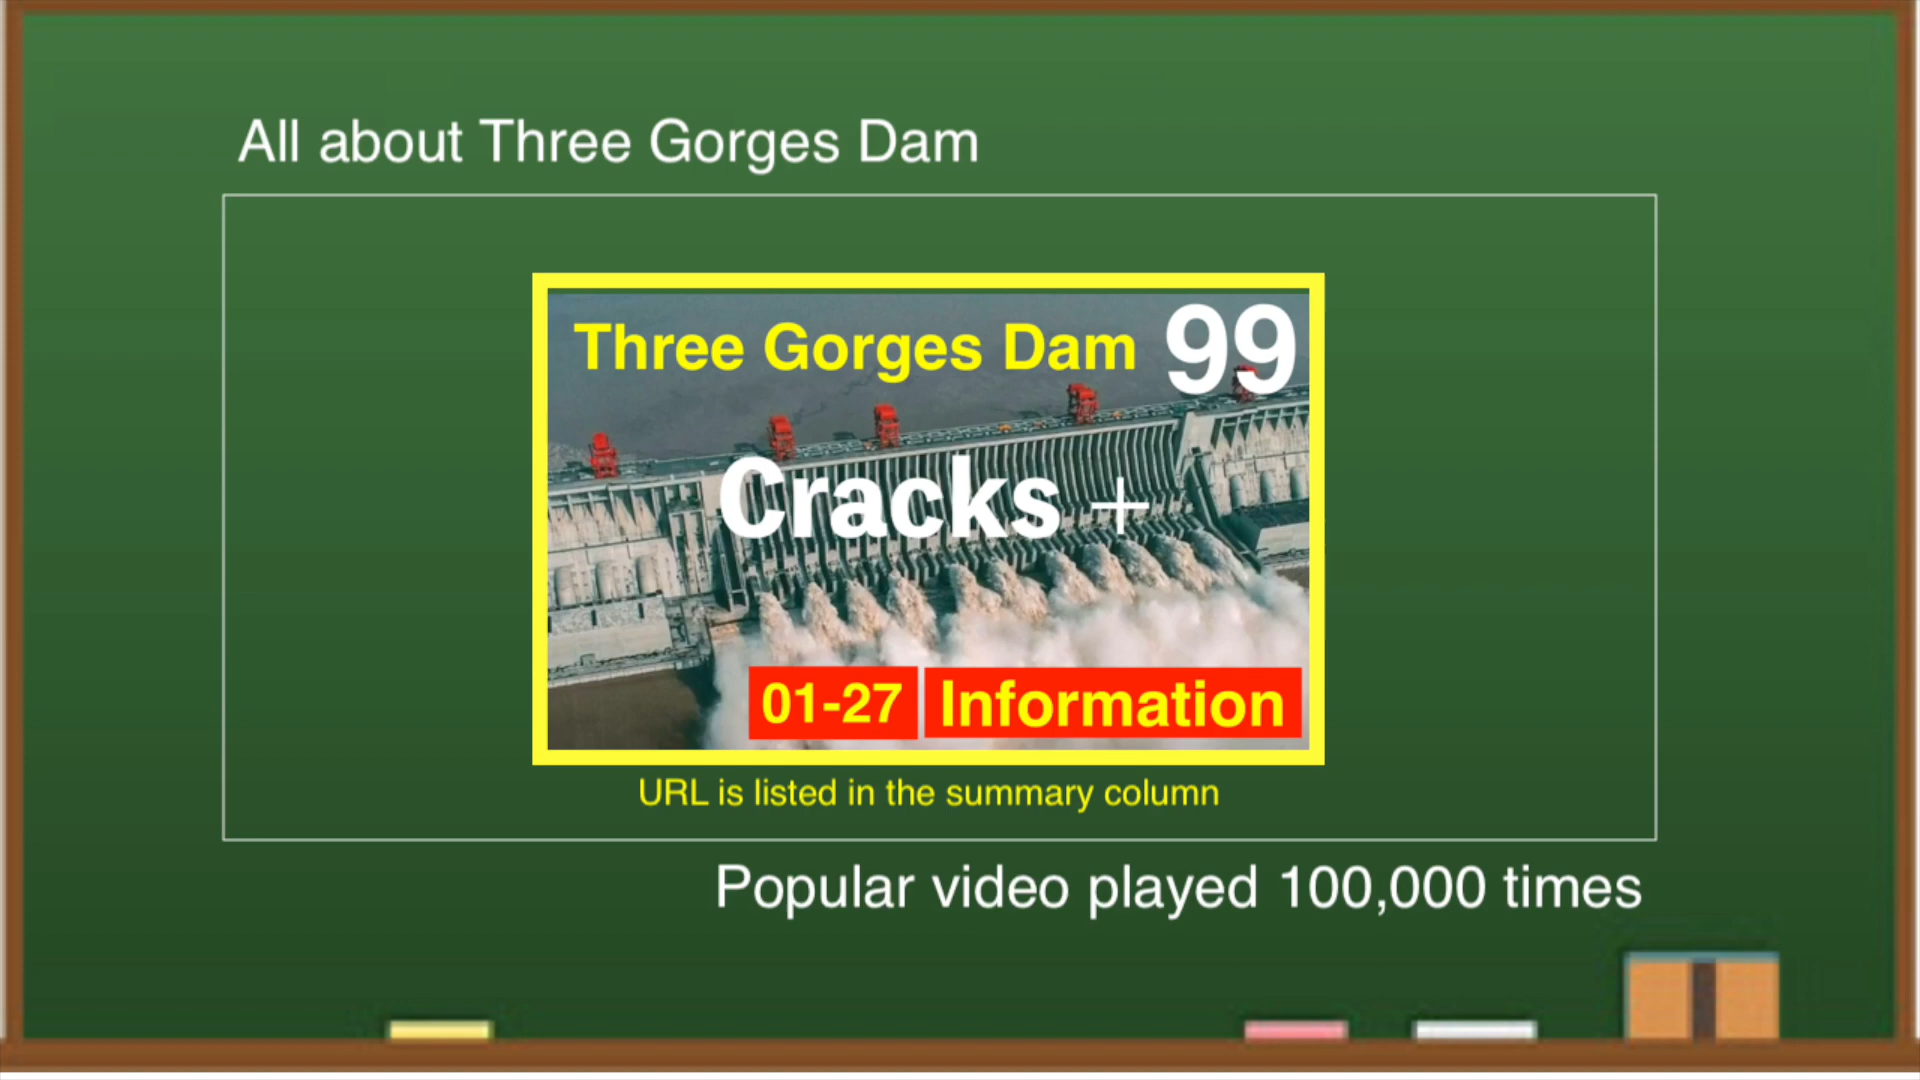 All about Three Gorges Dam
Three Gorges Dam 99
Cracks +
01-27 Information
URL is listed in the summary column
Popular video played 100,000 times